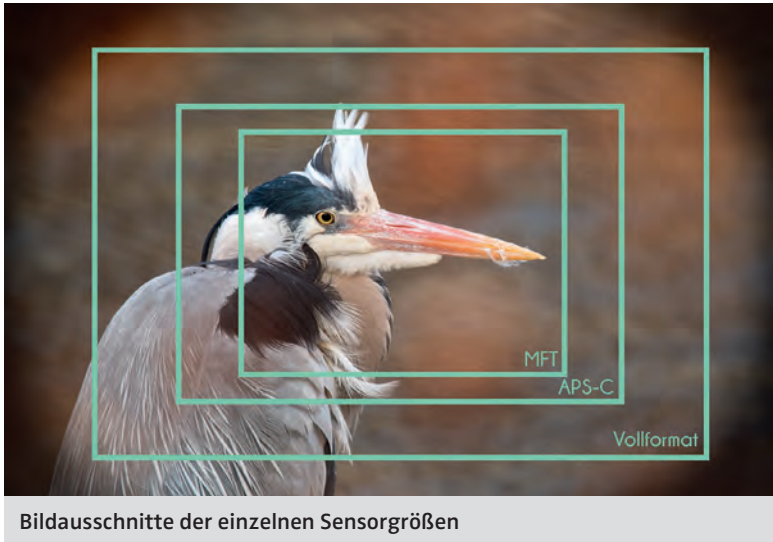 MFT
APS-C
Vollformat
Bildausschnitte der einzelnen Sensorgrößen